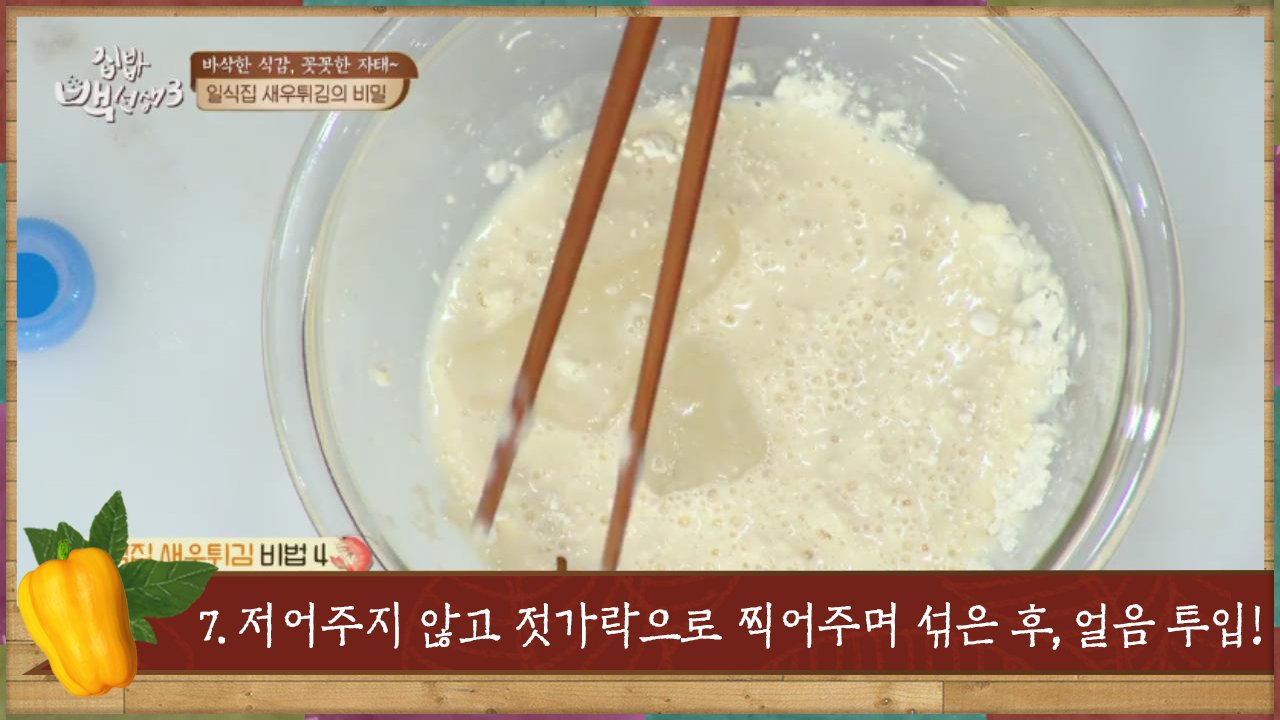 집밥
백선생3
바삭한 식감, 꼿꼿한 자태~
일식집 새우튀김의 비밀
새우튀김 비법 4
7. 저어주지 않고 젓가락으로 찍어주며 섞은 후, 얼음 투입!